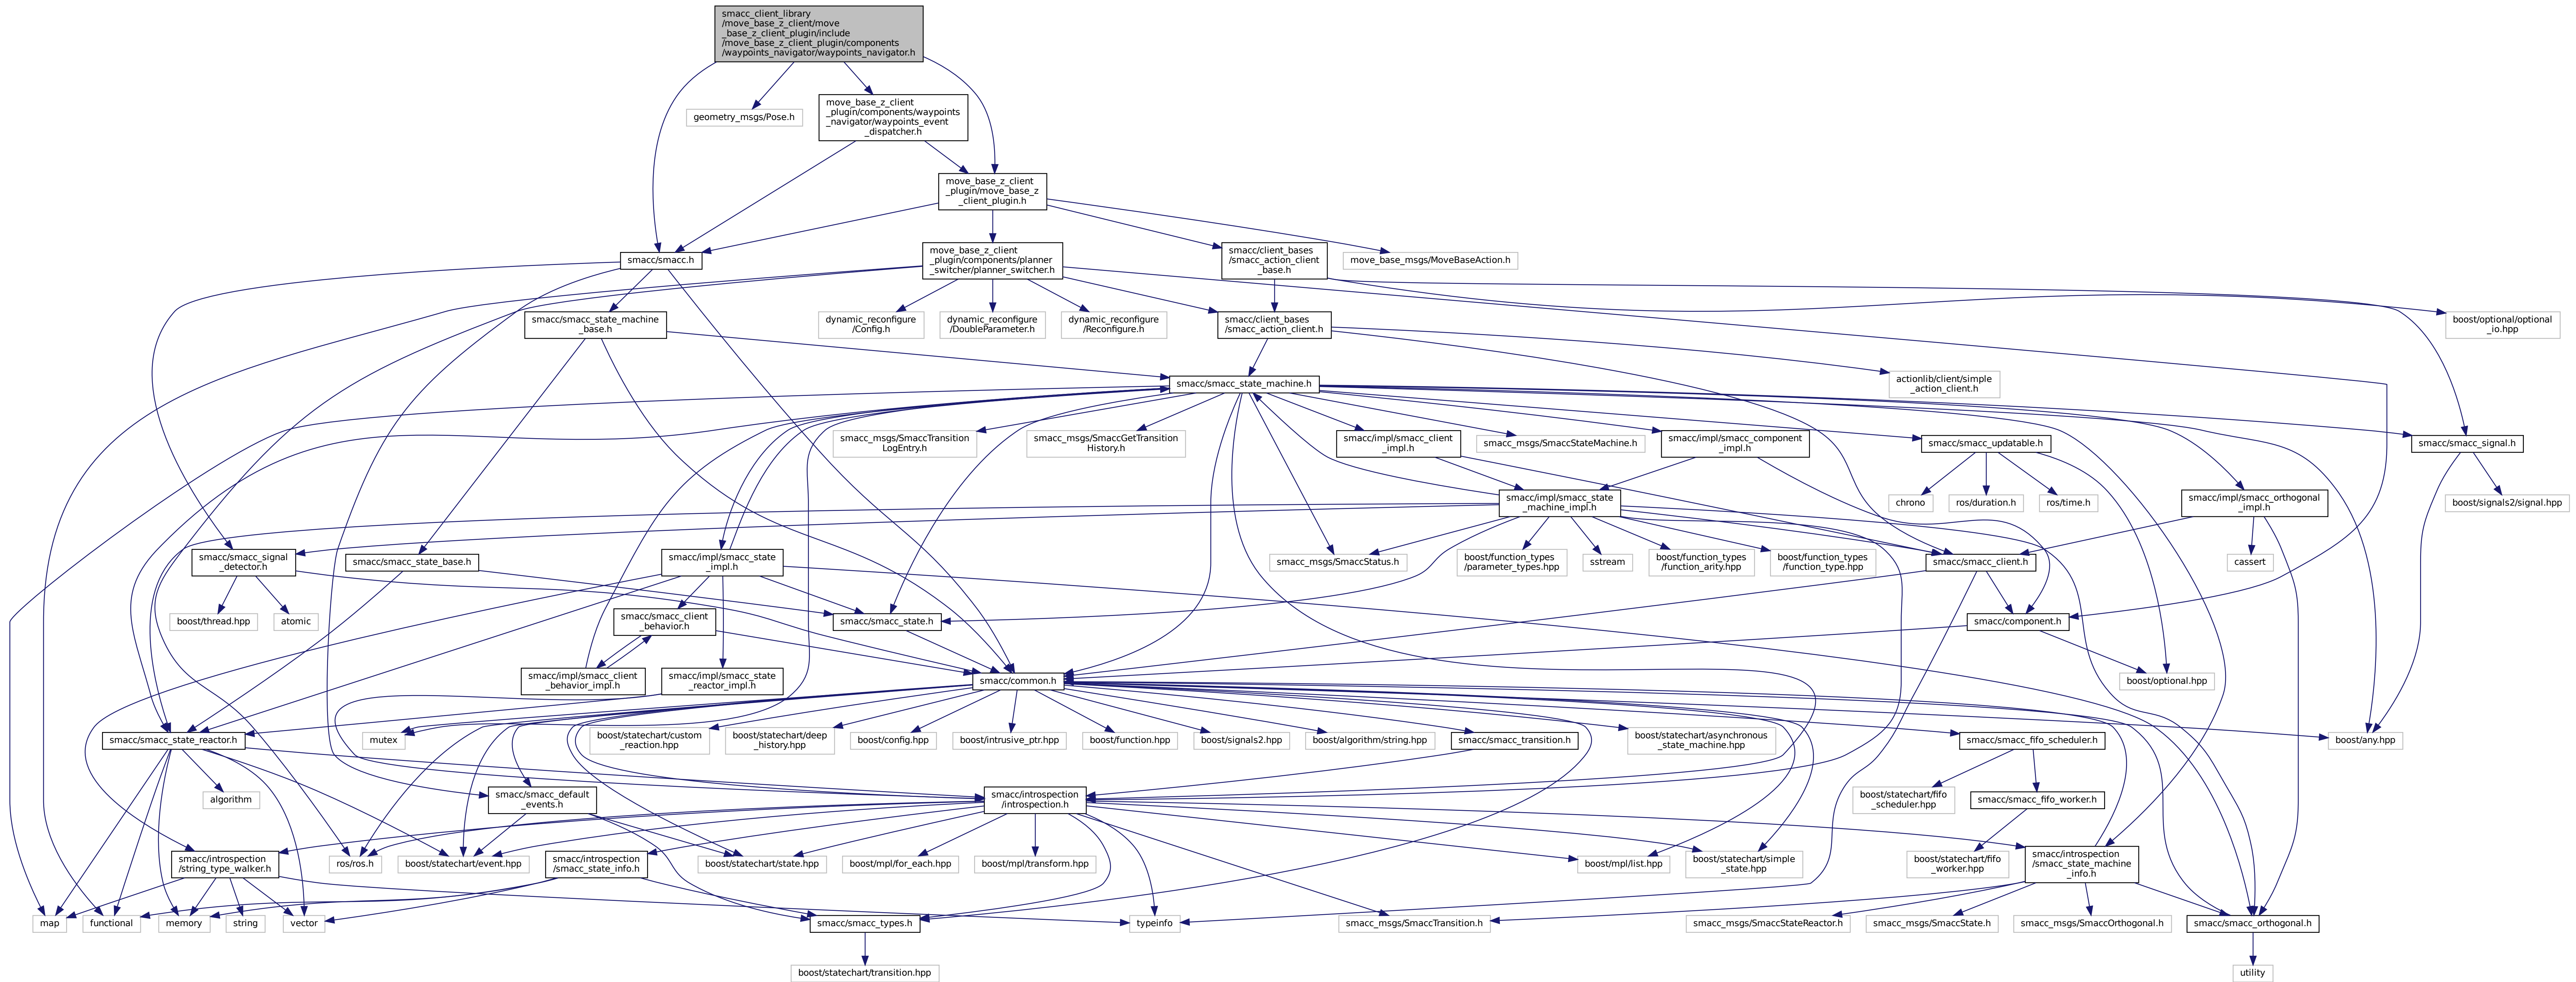 smacc_client_library
/move_base_z_client/move
_base_z_client_plugin/include
/move_base_z_client_plugin/components
/waypoints_navigator/waypoints_navigator.h
geometry_msgs/Pose.h
move_base_z_client
_plugin/components/waypoints
_navigator/waypoints_event
_dispatcher.h
move_base_z_client
_plugin/move_base_z
_client_plugin.h
smacc/smacc.h
move_base_z_client
_plugin/components/planner
_switcher/planner_switcher.h
smacc/client_bases
/smacc_action_client
_base.h
move_base_msgs/MoveBaseAction.h
smacc/smacc_state_machine
_base.h
dynamic_reconfigure
/Config.h
dynamic_reconfigure
/DoubleParameter.h
dynamic_reconfigure
/Reconfigure.h
smacc/client_bases
/smacc_action_client.h
boost/optional/optional
_io.hpp
smacc/smacc_state_machine.h
actionlib/client/simple
_action_client.h
smacc_msgs/SmaccTransition
LogEntry.h
smacc_msgs/SmaccGetTransition
History.h
smacc/impl/smacc_client
_impl.h
smacc_msgs/SmaccStateMachine.h
smacc/impl/smacc_component
_impl.h
smacc/smacc_updatable.h
smacc/smacc_signal.h
smacc/impl/smacc_state
_machine_impl.h
chrono
ros/duration.h
ros/time.h
smacc/impl/smacc_orthogonal
_impl.h
boost/signals2/signal.hpp
smacc/smacc_signal
_detector.h
smacc/smacc_state_base.h
smacc/impl/smacc_state
_impl.h
smacc_msgs/SmaccStatus.h
boost/function_types
/parameter_types.hpp
sstream
boost/function_types
/function_arity.hpp
boost/function_types
/function_type.hpp
smacc/smacc_client.h
cassert
boost/thread.hpp
atomic
smacc/smacc_client
_behavior.h
smacc/smacc_state.h
smacc/component.h
smacc/impl/smacc_client
_behavior_impl.h
smacc/impl/smacc_state
_reactor_impl.h
smacc/common.h
boost/optional.hpp
smacc/smacc_state_reactor.h
mutex
boost/statechart/custom
_reaction.hpp
boost/statechart/deep
_history.hpp
boost/config.hpp
boost/intrusive_ptr.hpp
boost/function.hpp
boost/signals2.hpp
boost/algorithm/string.hpp
smacc/smacc_transition.h
boost/statechart/asynchronous
_state_machine.hpp
smacc/smacc_fifo_scheduler.h
boost/any.hpp
algorithm
smacc/smacc_default
_events.h
smacc/introspection
/introspection.h
boost/statechart/fifo
_scheduler.hpp
smacc/smacc_fifo_worker.h
smacc/introspection
/string_type_walker.h
ros/ros.h
boost/statechart/event.hpp
smacc/introspection
/smacc_state_info.h
boost/statechart/state.hpp
boost/mpl/for_each.hpp
boost/mpl/transform.hpp
boost/mpl/list.hpp
boost/statechart/simple
_state.hpp
boost/statechart/fifo
_worker.hpp
smacc/introspection
/smacc_state_machine
_info.h
map
functional
memory
string
vector
smacc/smacc_types.h
typeinfo
smacc_msgs/SmaccTransition.h
smacc_msgs/SmaccStateReactor.h
smacc_msgs/SmaccState.h
smacc_msgs/SmaccOrthogonal.h
smacc/smacc_orthogonal.h
boost/statechart/transition.hpp
utility